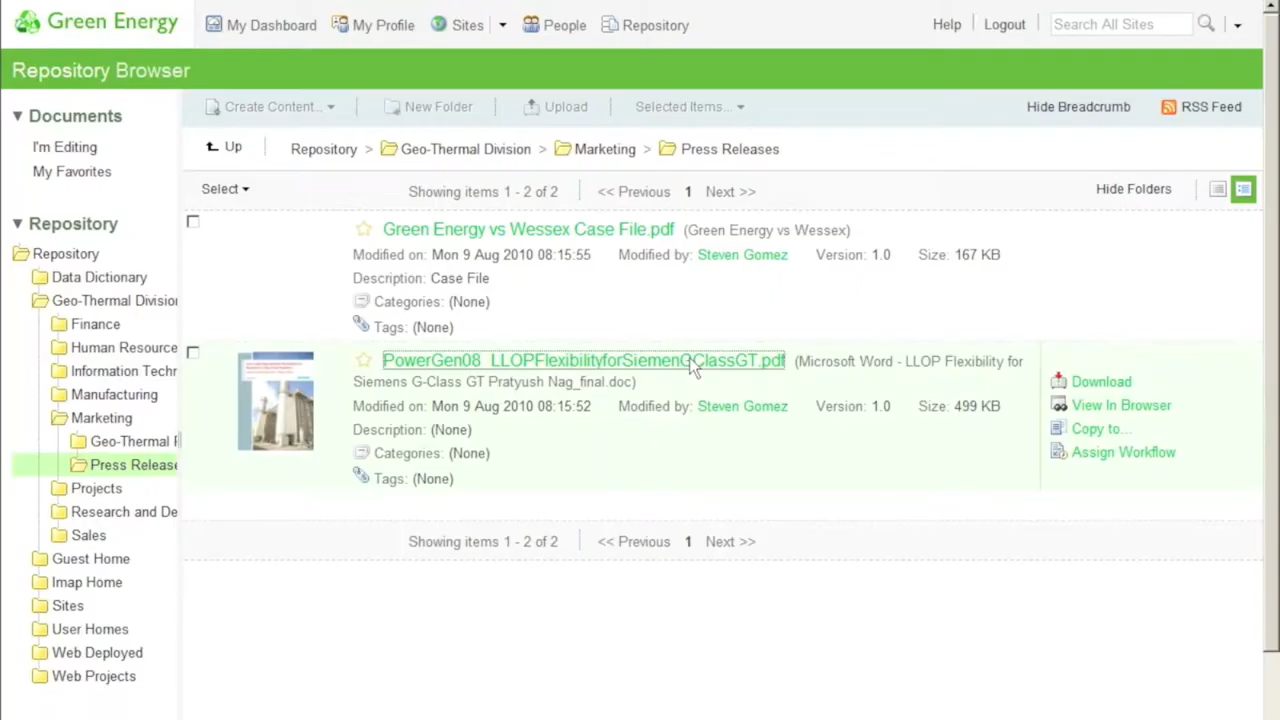 Green Energy
My Dashboard My Profile Sites People Repository Help Logout Search All Sites
Repository Browser
Documents
I'm Editing
My Favorites
Repository
Repository
Data Dictionary
Geo-Thermal Divisio
Finance
Human Resource
Information Techr
Manufacturing
Marketing
Geo-Thermal
Press Release
Projects
Research and De
Sales
Guest Home
Imap Home
Sites
User Homes
Web Deployed
Web Projects
Create Content... New Folder Upload Selected Items... Hide Breadcrumb RSS Feed
Up Repository > Geo-Thermal Division > Marketing > Press Releases
Select Showing items 1 - 2 of 2 << Previous 1 Next >> Hide Folders
Green Energy vs Wessex Case File.pdf (Green Energy vs Wessex)
Modified on: Mon 9 Aug 2010 08:15:55 Modified by: Steven Gomez Version: 1.0 Size: 167 KB
Description: Case File
Categories: (None)
Tags: (None)
PowerGen08 LLOPFlexibilityforSiemenGClassGT.pdf (Microsoft Word - LLOP Flexibility for
Siemens G-Class GT Pratyush Nag_final.doc)
Modified on: Mon 9 Aug 2010 08:15:52 Modified by: Steven Gomez Version: 1.0 Size: 499 KB
Description: (None)
Categories: (None)
Tags: (None)
Download
View In Browser
Copy to...
Assign Workflow
Showing items 1 - 2 of 2 << Previous 1 Next >>